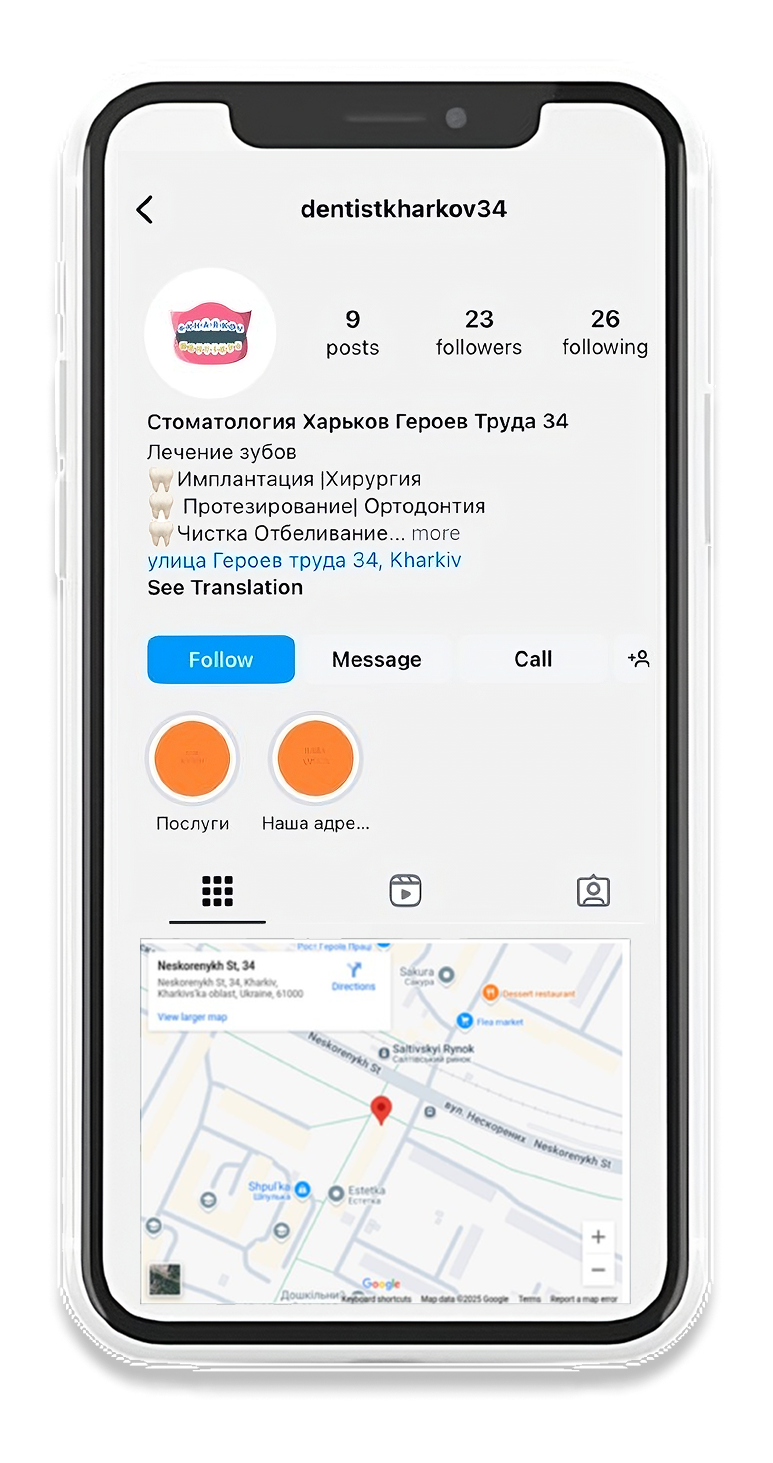 dentistkharkov34
9
posts
23
followers
26
following
KHARKOV
Стоматология Харьков Героев Труда 34
Лечение зубов
Имплантация |Хирургия
Протезирование| Ортодонтия
Чистка Отбеливание... more
улица Героев труда 34, Kharkiv
See Translation
Follow
Message
Call
Послуги
Наша адре...
Рост Героїв Праці
Neskorenykh St, 34
Neskorenykh St, 34, Kharkiv,
Kharkivs'ka oblast, Ukraine, 61000
Directions
View larger map
Sakura
Сакура
Dessert restaurant
Flea market
Neskorenykh St
Saltivskyi Rynok
Салтівський ринок
вул. Нескорених
Neskorenykh St
Shpul'ka
Шпулька
Estetka
Естетка
+
−
Google
Дошкільний
Keyboard shortcuts
Map data ©2025 Google
Terms
Report a map error